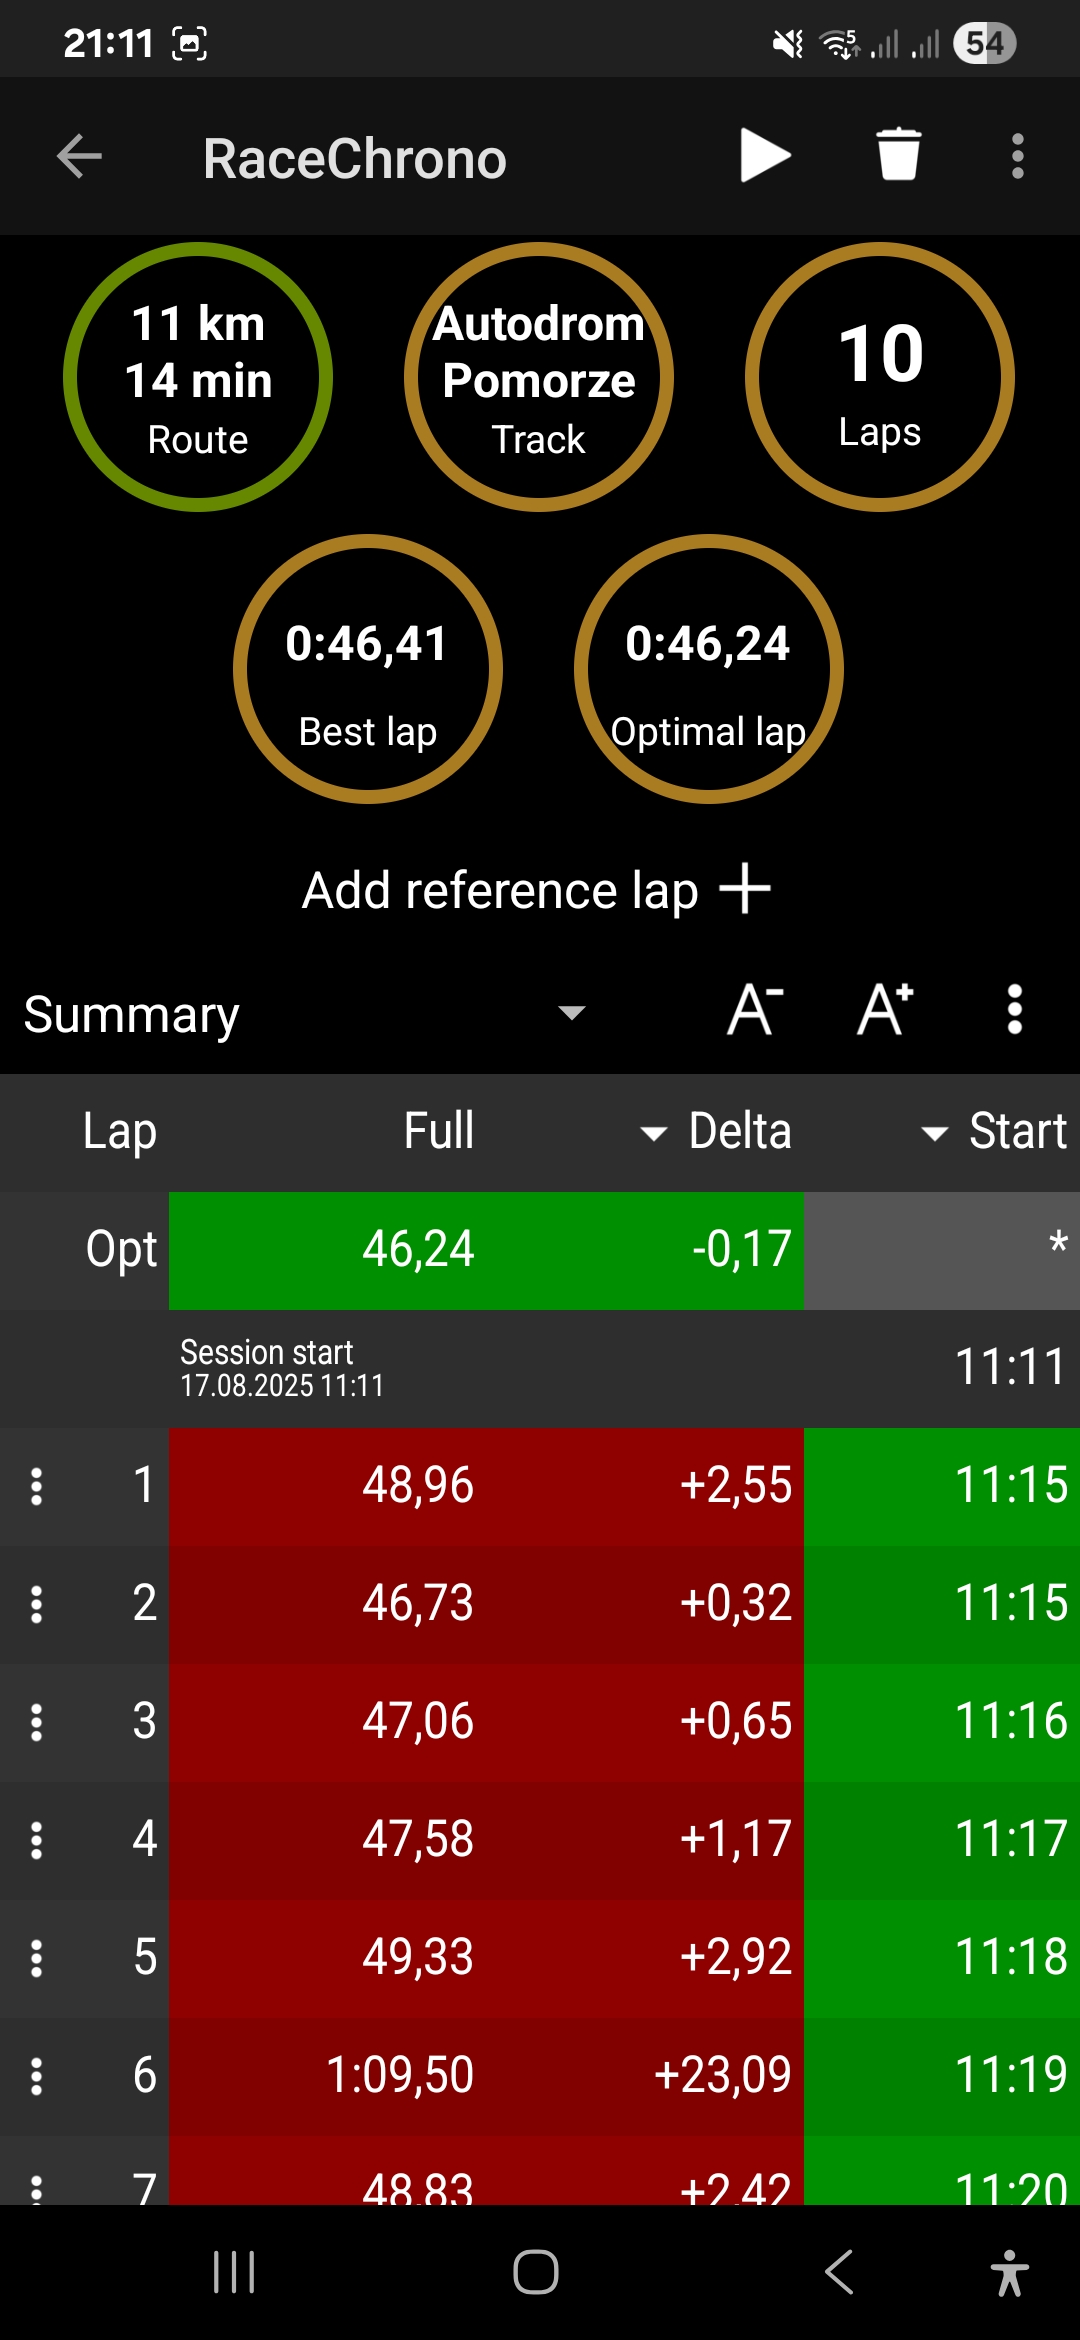 21:11
5
54
RaceChrono
11 km
14 min
Route
Autodrom
Pomorze
Track
10
Laps
0:46,41
Best lap
0:46,24
Optimal lap
Add reference lap
Summary
A-
A+
Lap Full Delta Start
Opt 46,24 -0,17 *
Session start
17.08.2025 11:11
11:11
1 48,96 +2,55 11:15
2 46,73 +0,32 11:15
3 47,06 +0,65 11:16
4 47,58 +1,17 11:17
5 49,33 +2,92 11:18
6 1:09,50 +23,09 11:19
7 48,83 +2,42 11:20